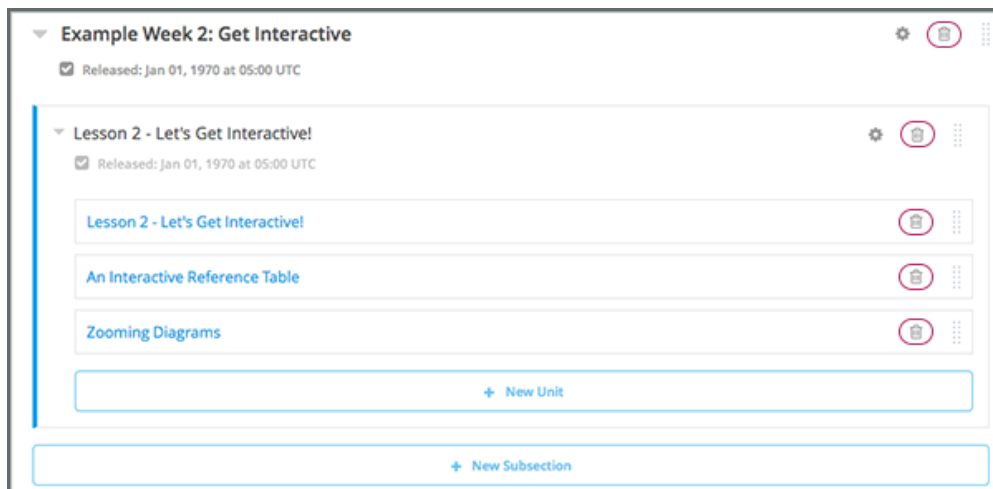 Example Week 2: Get Interactive
Released: Jan 01, 1970 at 05:00 UTC
Lesson 2 - Let's Get Interactive!
Released: Jan 01, 1970 at 05:00 UTC
Lesson 2 - Let's Get Interactive!
An Interactive Reference Table
Zooming Diagrams
+ New Unit
+ New Subsection